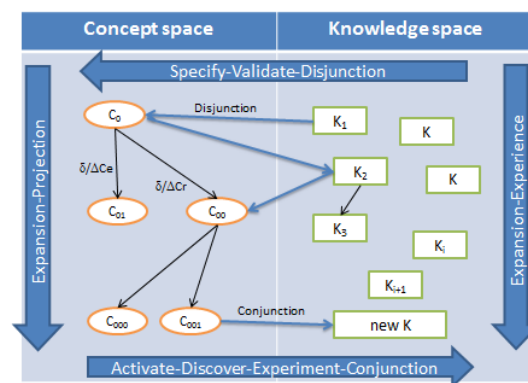 Concept space
Knowledge space
Specify-Validate-Disjunction
Expansion-Projection
Expansion-Experience
C₀
Disjunction
K₁
K
δ/ΔCe
δ/ΔCr
K₂
K
C₀₁
C₀₀
K₃
Kᵢ
Kᵢ₊₁
C₀₀₀
C₀₀₁
Conjunction
new K
Activate-Discover-Experiment-Conjunction